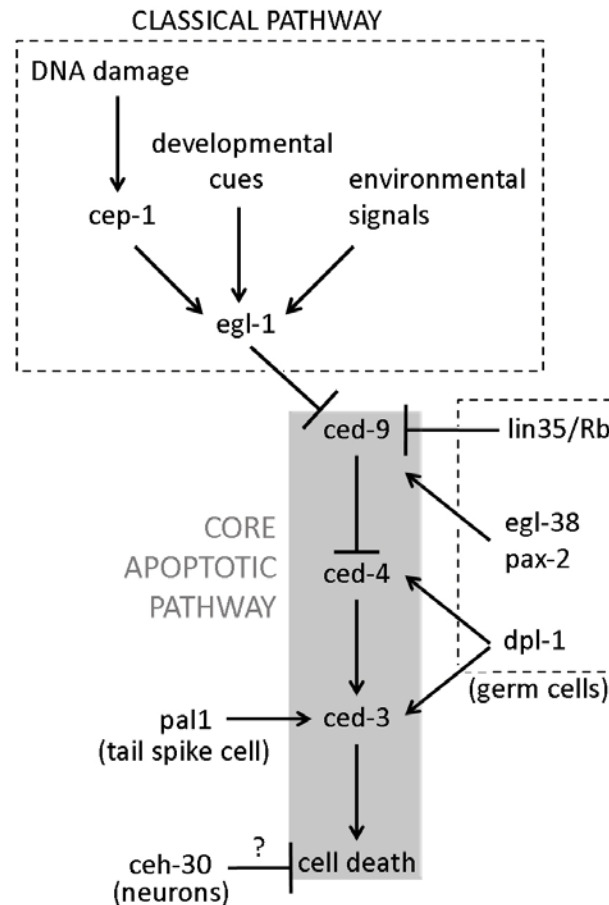 CLASSICAL PATHWAY
DNA damage
developmental
cues
environmental
signals
cep-1
egl-1
ced-9
lin35/Rb
CORE
APOPTOTIC
PATHWAY
egl-38
pax-2
ced-4
dpl-1
(germ cells)
pal1
(tail spike cell)
ced-3
?
ceh-30
(neurons)
cell death